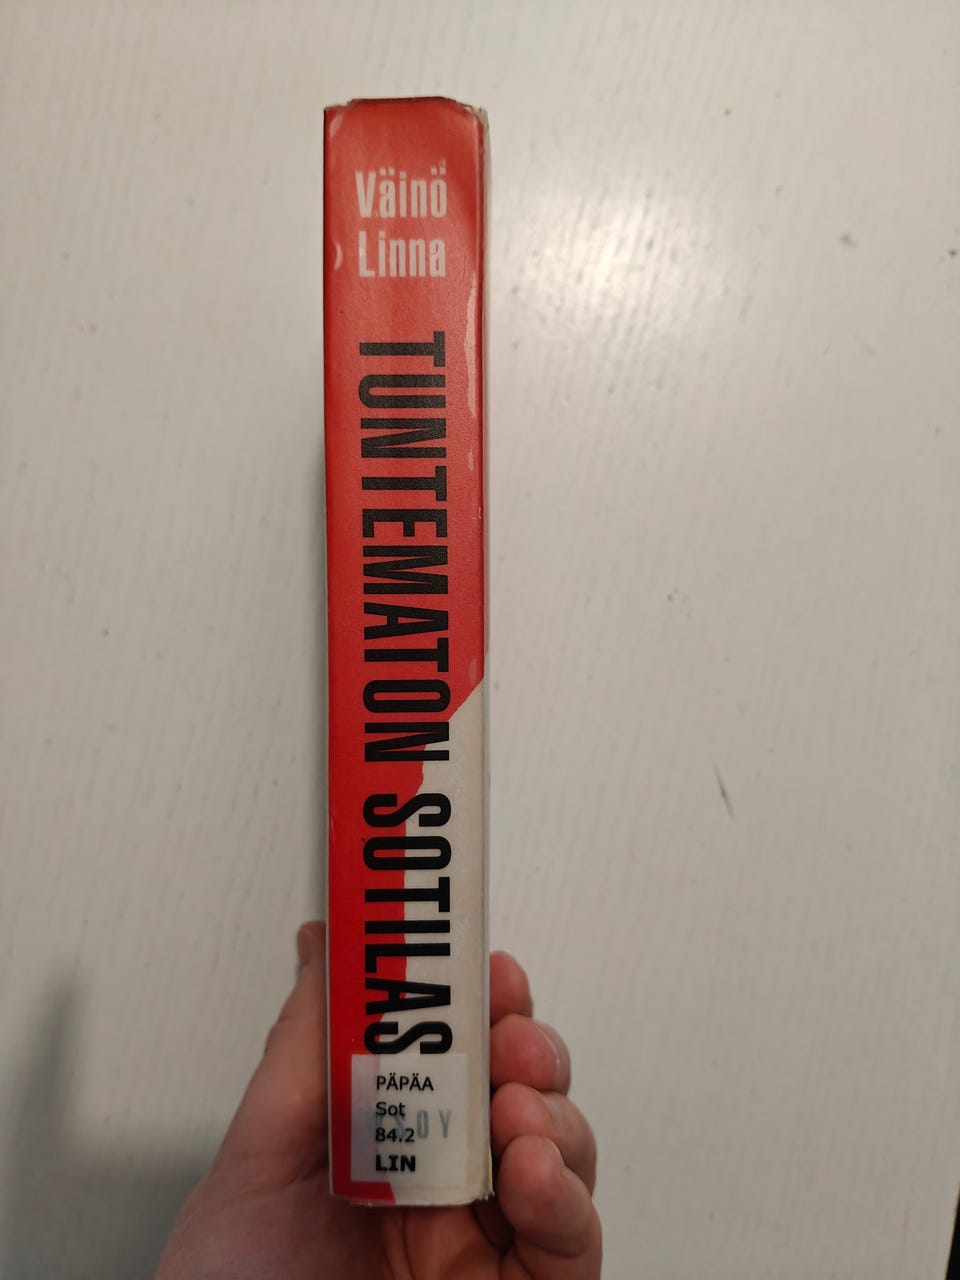 Väinö
Linna
TUNTEMATON SOTILAS
PÄPÄA
Sot
84.2
LIN